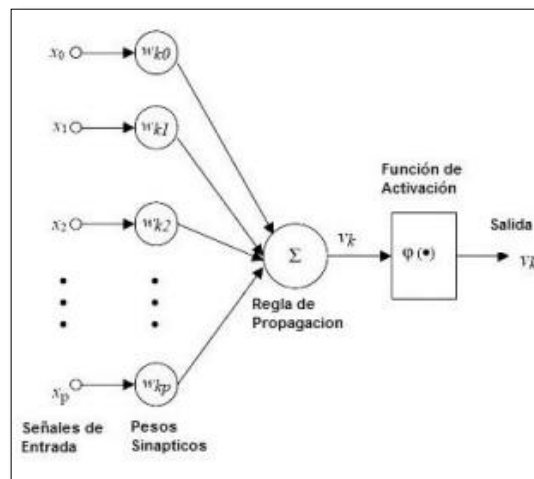 x0
wk0
x1
wk1
Función de
Activación
x2
wk2
Σ
vk
φ (•)
Salida
vk
Regla de
Propagacion
xp
wkp
Señales de
Entrada
Pesos
Sinapticos